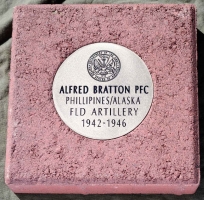 ALFRED BRATTON PFC
PHILLIPINES/ALASKA
FLD ARTILLERY
1942-1946